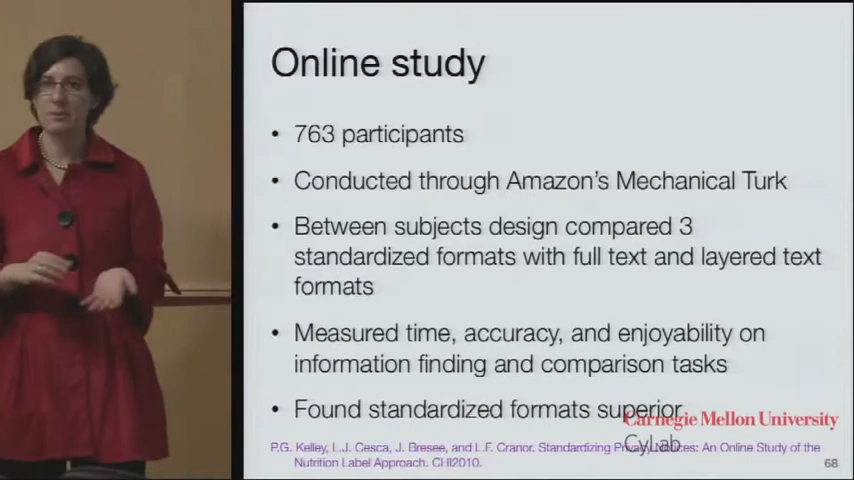 Online study
• 763 participants
• Conducted through Amazon's Mechanical Turk
• Between subjects design compared 3
standardized formats with full text and layered text
formats
• Measured time, accuracy, and enjoyability on
information finding and comparison tasks
• Found standardized formats superior
Carnegie Mellon University
CyLab
P.G. Kelley, L.J. Cesca, J. Bresee, and L.F. Cranor. Standardizing Privacy Notices: An Online Study of the
Nutrition Label Approach. CHI2010.
68